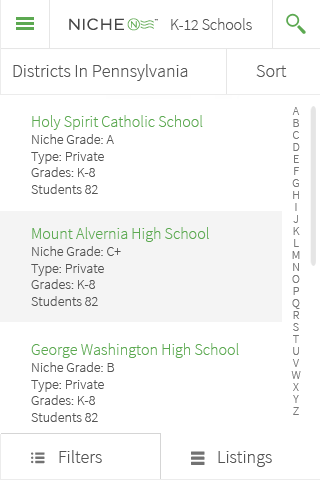 NICHE N K-12 Schools
Districts In Pennsylvania Sort
Holy Spirit Catholic School
Niche Grade: A
Type: Private
Grades: K-8
Students 82
Mount Alvernia High School
Niche Grade: C+
Type: Private
Grades: K-8
Students 82
George Washington High School
Niche Grade: B
Type: Private
Grades: K-8
Students 82
A
B
C
D
E
F
G
H
I
J
K
L
M
N
O
P
Q
R
S
T
U
V
W
X
Y
Z
Filters Listings